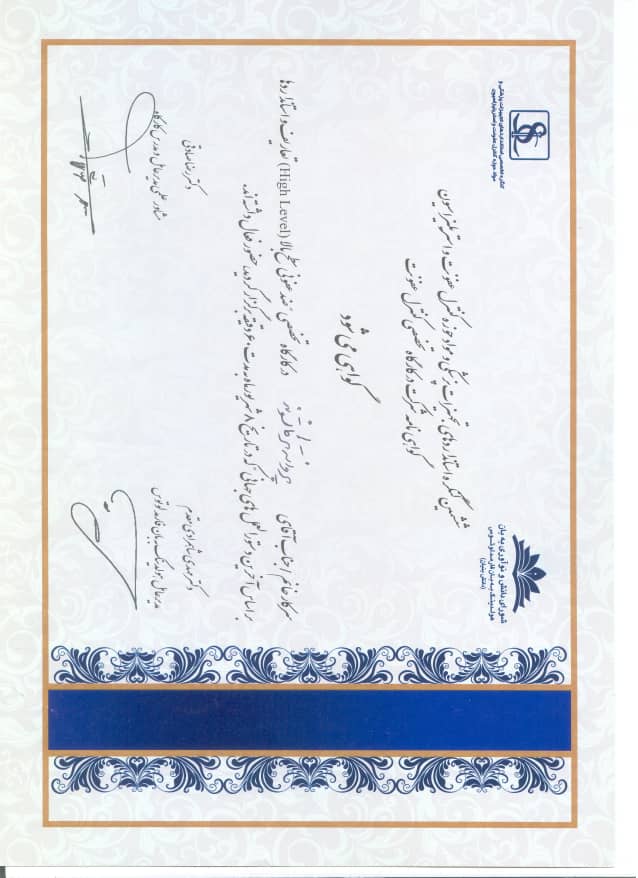 شورای دانش و نوآوری به بان
هولدینگ به بان فارمد لوتوس
(دانش بنیان)
کنگره تخصصی استانداردهای تجهیزات پزشکی و
مواد حوزه کنترل عفونت و استریلیزاسیون
ششمین کنگره استانداردهای تجهیزات پزشکی و مواد حوزه کنترل عفونت و استریلیزاسیون
گواهی نامه شرکت در کارگاه تخصصی کنترل عفونت
گواهی می شود
سرکار خانم / جناب آقای در کارگاه تخصصی "ضد عفونی سطح بالا (High Level) تعاریف و استانداردها
بر اساس آخرین دستورالعمل های جهانی" که در تاریخ ۸ شهریور ماه به مدت ۶۰ دقیقه برگزار گردید، حضور فعال داشته اند.
دکتر مهدی شاهمرادی مقدم
مدیر عامل هولدینگ به بان فارمد لوتوس
دکتر رضا صادقی
مشاور علمی مدیرعامل و مدرس کارگاه